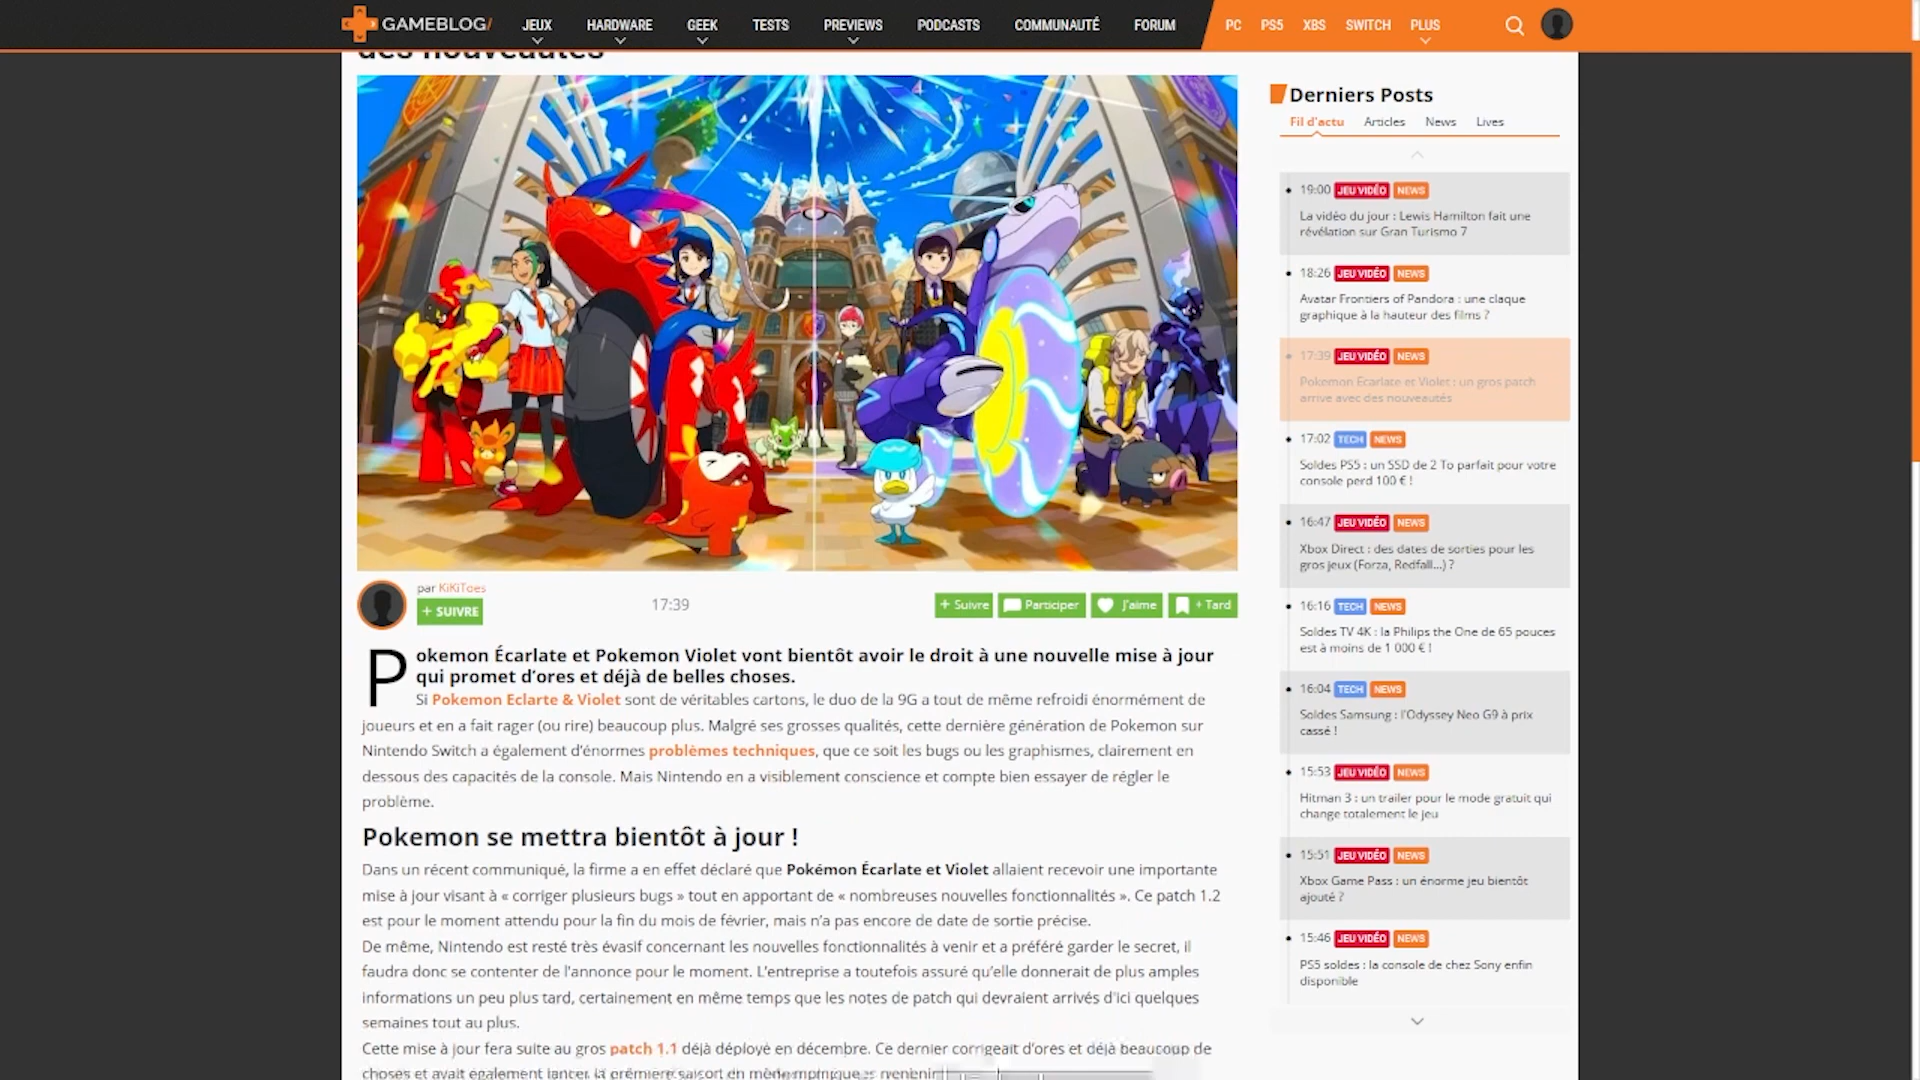 GAMEBLOG/
JEUX
HARDWARE
GEEK
TESTS
PREVIEWS
PODCASTS
COMMUNAUTÉ
FORUM
PC
PS5
XBS
SWITCH
PLUS
des nouveautés
par KiKiToes
+ SUIVRE
17:39
+ Suivre
Participer
J'aime
+ Tard
Pokemon Écarlate et Pokemon Violet vont bientôt avoir le droit à une nouvelle mise à jour
qui promet d'ores et déjà de belles choses.
Si Pokemon Eclarte & Violet sont de véritables cartons, le duo de la 9G a tout de même refroidi énormément de
joueurs et en a fait rager (ou rire) beaucoup plus. Malgré ses grosses qualités, cette dernière génération de Pokemon sur
Nintendo Switch a également d'énormes problèmes techniques, que ce soit les bugs ou les graphismes, clairement en
dessous des capacités de la console. Mais Nintendo en a visiblement conscience et compte bien essayer de régler le
problème.
Pokemon se mettra bientôt à jour !
Dans un récent communiqué, la firme a en effet déclaré que Pokémon Écarlate et Violet allaient recevoir une importante
mise à jour visant à « corriger plusieurs bugs » tout en apportant de « nombreuses nouvelles fonctionnalités ». Ce patch 1.2
est pour le moment attendu pour la fin du mois de février, mais n'a pas encore de date de sortie précise.
De même, Nintendo est resté très évasif concernant les nouvelles fonctionnalités à venir et a préféré garder le secret, il
faudra donc se contenter de l'annonce pour le moment. L'entreprise a toutefois assuré qu'elle donnerait de plus amples
informations un peu plus tard, certainement en même temps que les notes de patch qui devraient arrivés d'ici quelques
semaines tout au plus.
Cette mise à jour fera suite au gros patch 1.1 déjà déployé en décembre. Ce dernier corrigeait d'ores et déjà beaucoup de
choses et avait également lancer la première saison en même
Derniers Posts
Fil d'actu
Articles
News
Lives
19:00 JEU VIDÉO NEWS
La vidéo du jour : Lewis Hamilton fait une
révélation sur Gran Turismo 7
18:26 JEU VIDÉO NEWS
Avatar Frontiers of Pandora : une claque
graphique à la hauteur des films ?
17:39 JEU VIDÉO NEWS
Pokemon Ecarlate et Violet : un gros patch
arrive avec des nouveautés
17:02 TECH NEWS
Soldes PS5 : un SSD de 2 To parfait pour votre
console perd 100 € !
16:47 JEU VIDÉO NEWS
Xbox Direct : des dates de sorties pour les
gros jeux (Forza, Redfall...) ?
16:16 TECH NEWS
Soldes TV 4K : la Philips the One de 65 pouces
est à moins de 1 000 € !
16:04 TECH NEWS
Soldes Samsung : l'Odyssey Neo G9 à prix
cassé !
15:53 JEU VIDÉO NEWS
Hitman 3 : un trailer pour le mode gratuit qui
change totalement le jeu
15:51 JEU VIDÉO NEWS
Xbox Game Pass : un énorme jeu bientôt
ajouté ?
15:46 JEU VIDÉO NEWS
PS5 soldes : la console de chez Sony enfin
disponible